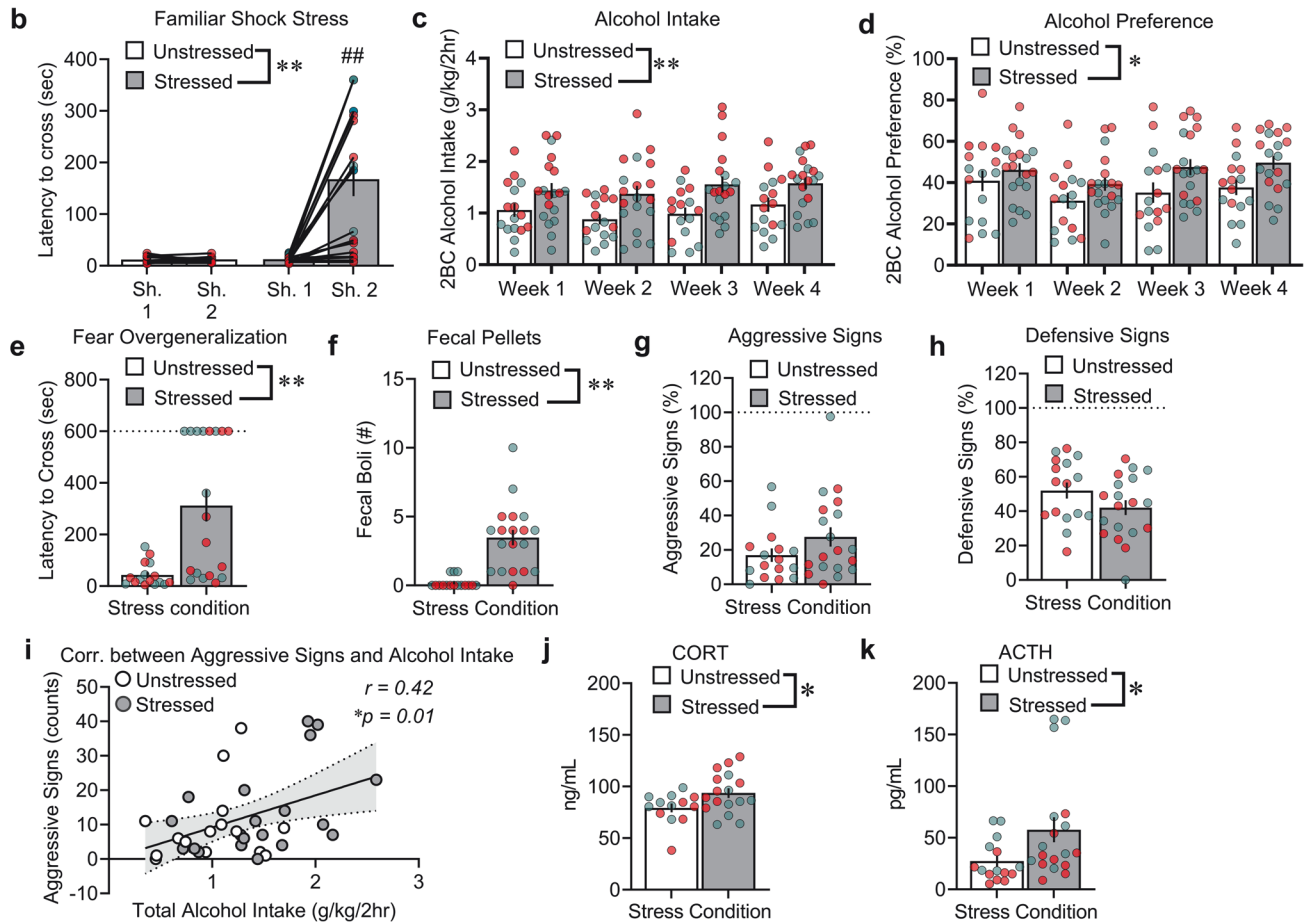 b
Familiar Shock Stress
Unstressed
Stressed
**
##
Latency to cross (sec)
400
300
200
100
0
Sh. 1
Sh. 2
Sh. 1
Sh. 2
c
Alcohol Intake
Unstressed
Stressed
**
2BC Alcohol Intake (g/kg/2hr)
4
3
2
1
0
Week 1
Week 2
Week 3
Week 4
d
Alcohol Preference
Unstressed
Stressed
*
2BC Alcohol Preference (%)
100
80
60
40
20
0
Week 1
Week 2
Week 3
Week 4
e
Fear Overgeneralization
Unstressed
Stressed
**
Latency to Cross (sec)
800
600
400
200
0
Stress condition
f
Fecal Pellets
Unstressed
Stressed
**
Fecal Boli (#)
15
10
5
0
Stress Condition
g
Aggressive Signs
Unstressed
Stressed
Aggressive Signs (%)
120
100
80
60
40
20
0
Stress Condition
h
Defensive Signs
Unstressed
Stressed
Defensive Signs (%)
120
100
80
60
40
20
0
Stress Condition
i
Corr. between Aggressive Signs and Alcohol Intake
Unstressed
Stressed
r = 0.42
*p = 0.01
Aggressive Signs (counts)
50
40
30
20
10
0
-10
1
2
3
Total Alcohol Intake (g/kg/2hr)
j
CORT
Unstressed
Stressed
*
ng/mL
200
150
100
50
0
Stress Condition
k
ACTH
Unstressed
Stressed
*
pg/mL
200
150
100
50
0
Stress Condition